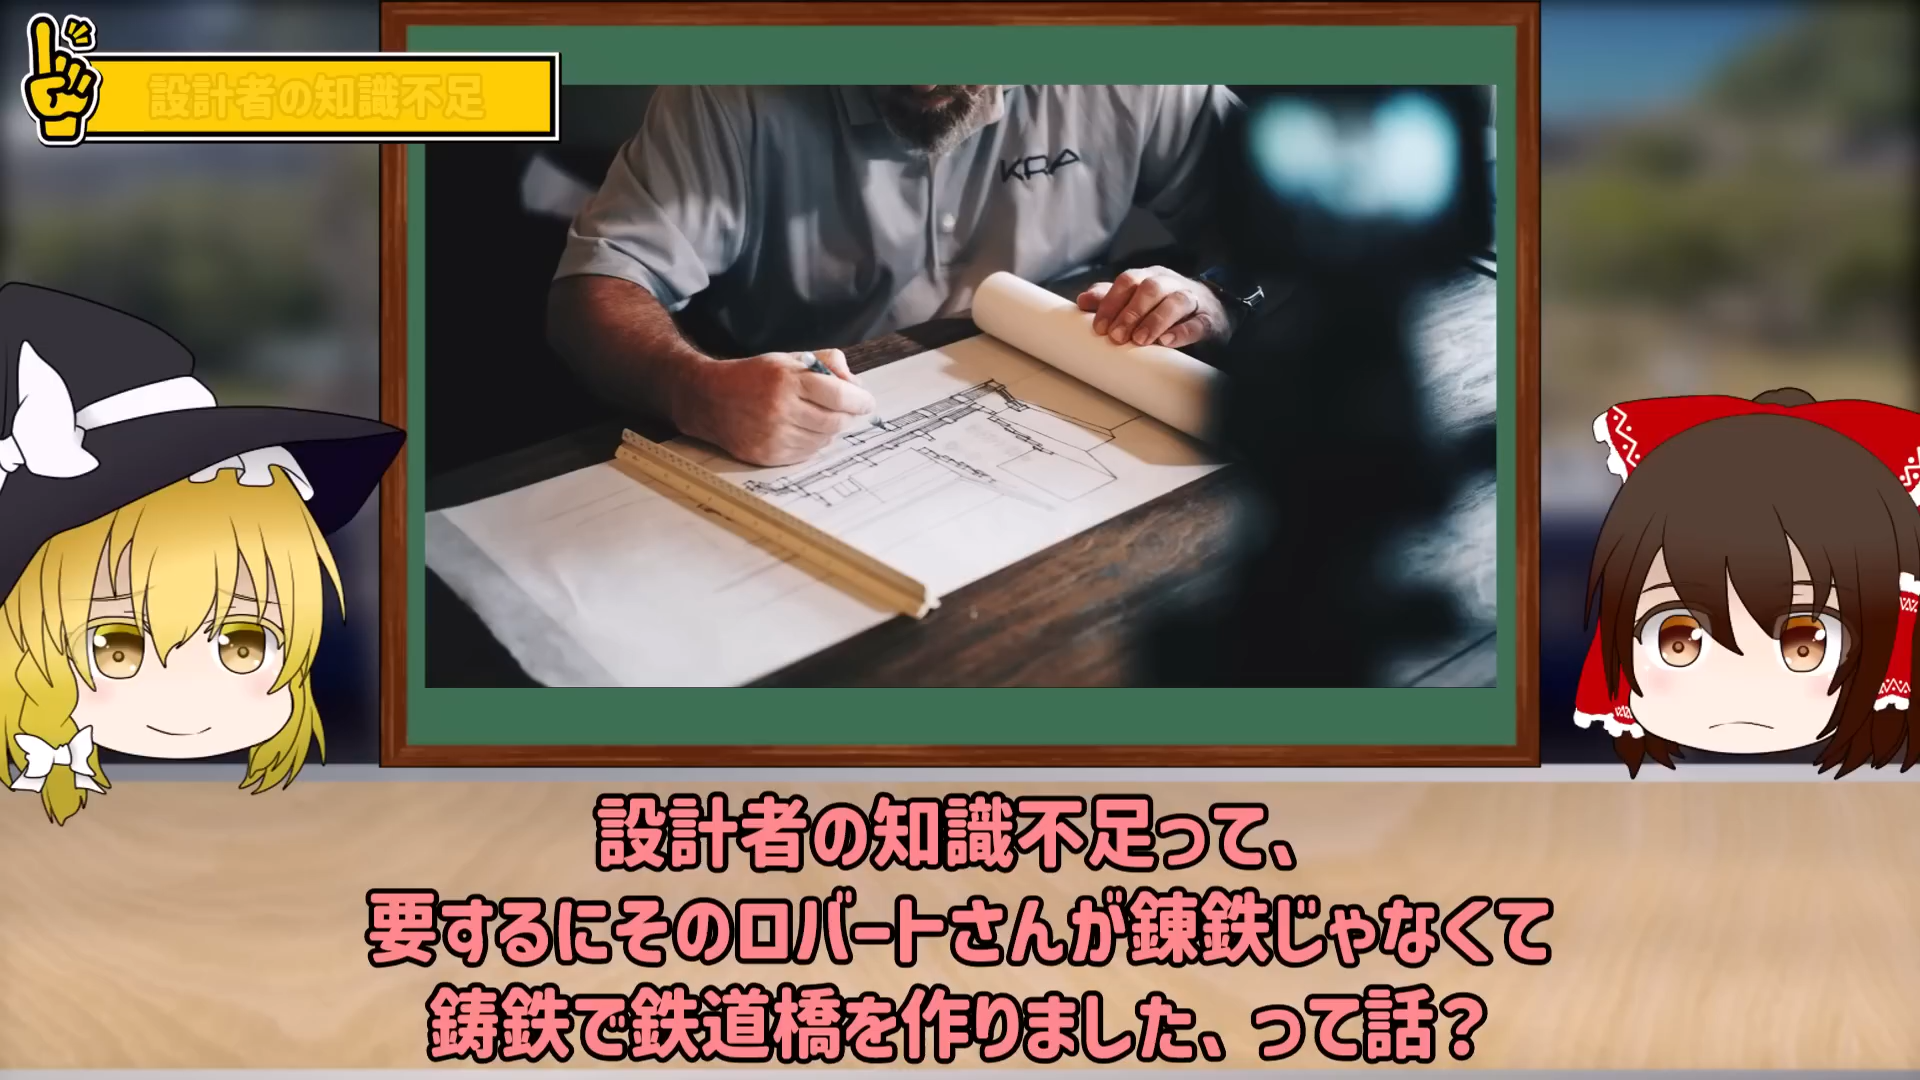 設計者の知識不足
KRA
設計者の知識不足って、
要するにそのロバートさんが錬鉄じゃなくて
鋳鉄で鉄道橋を作りました、って話？